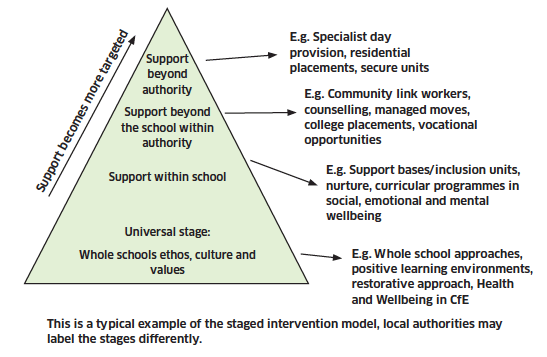 Support becomes more targeted
Support
beyond
authority
E.g. Specialist day
provision, residential
placements, secure units
Support beyond
the school within
authority
E.g. Community link workers,
counselling, managed moves,
college placements, vocational
opportunities
Support within school
E.g. Support bases/inclusion units,
nurture, curricular programmes in
social, emotional and mental
wellbeing
Universal stage:
Whole schools ethos, culture and
values
E.g. Whole school approaches,
positive learning environments,
restorative approach, Health
and Wellbeing in CfE
This is a typical example of the staged intervention model, local authorities may
label the stages differently.